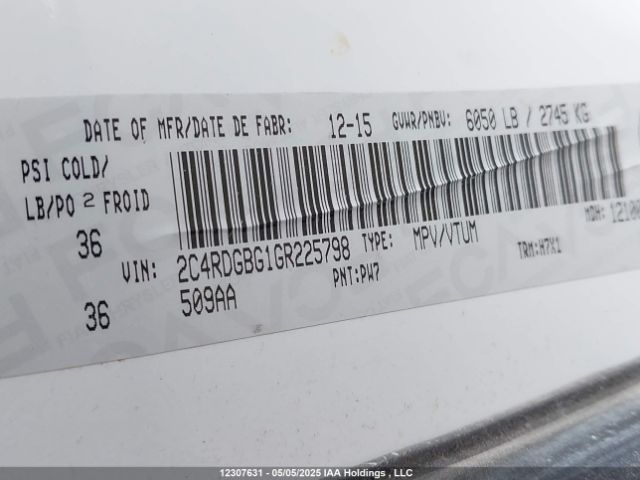 DATE OF MFR/DATE DE FABR: 12-15 GVWR/PNBV: 6050 LB / 2745 KG
PSI COLD/
LB/PO 2 FROID
36
MDH: 12180
VIN: 2C4RDGBG1GR225798 TYPE: MPV/VTUM
PNT:PW7 TRM:H7X1
36 509AA
12307631 - 05/05/2025 IAA Holdings , LLC